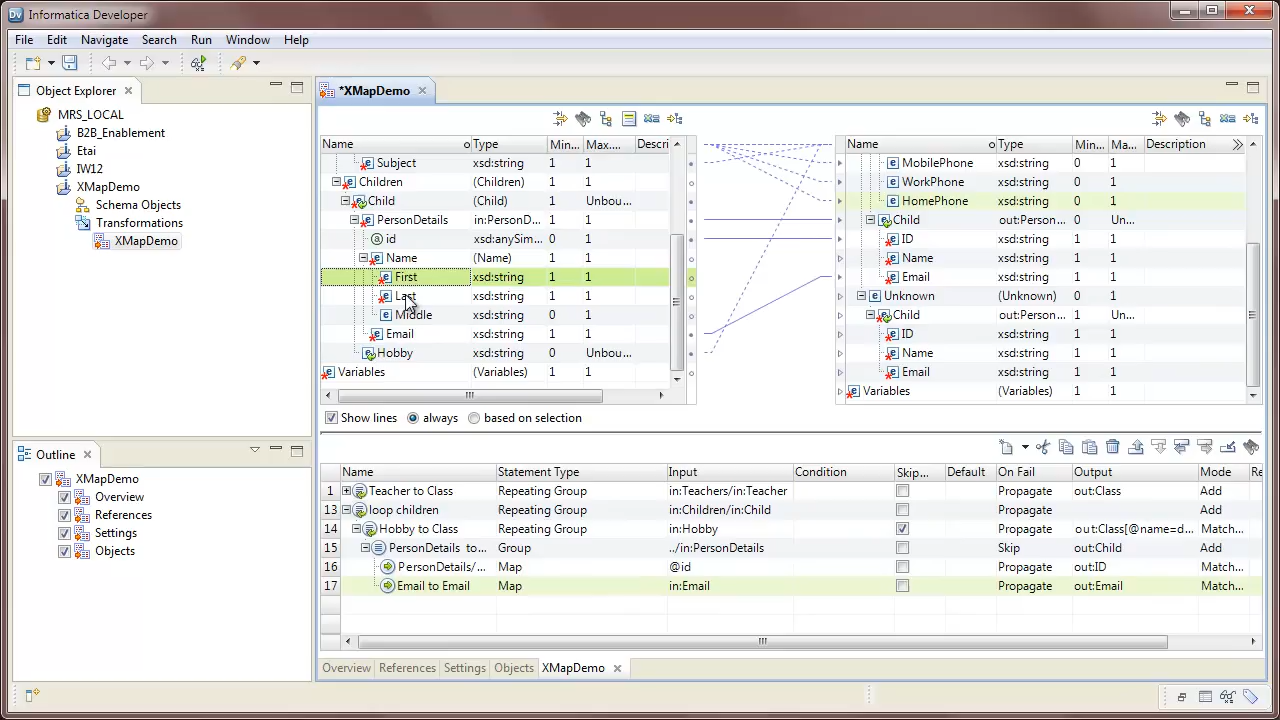 Informatica Developer
File Edit Navigate Search Run Window Help
Object Explorer
MRS_LOCAL
B2B_Enablement
Etai
IW12
XMapDemo
Schema Objects
Transformations
XMapDemo
Outline
XMapDemo
Overview
References
Settings
Objects
*XMapDemo
Name Type Min... Max.... Descri
Subject xsd:string 1 1
Children (Children) 1 1
Child (Child) 1 Unbou...
PersonDetails in:PersonD... 1 1
id xsd:anySim... 0 1
Name (Name) 1 1
First xsd:string 1 1
Last xsd:string 1 1
Middle xsd:string 0 1
Email xsd:string 1 1
Hobby xsd:string 0 Unbou...
Variables (Variables) 1 1
Name Type Min... Ma... Description
MobilePhone xsd:string 0 1
WorkPhone xsd:string 0 1
HomePhone xsd:string 0 1
Child out:Person... 1 Un...
ID xsd:string 1 1
Name xsd:string 1 1
Email xsd:string 1 1
Unknown (Unknown) 0 1
Child out:Person... 1 Un...
ID xsd:string 1 1
Name xsd:string 1 1
Email xsd:string 1 1
Variables (Variables) 1 1
Show lines always based on selection
Name Statement Type Input Condition Skip... Default On Fail Output Mode Re
1 Teacher to Class Repeating Group in:Teachers/in:Teacher Propagate out:Class Add
13 loop children Repeating Group in:Children/in:Child Propagate Add
14 Hobby to Class Repeating Group in:Hobby Propagate out:Class[@name=d... Match...
15 PersonDetails to... Group ../in:PersonDetails Skip out:Child Add
16 PersonDetails/... Map @id Propagate out:ID Match...
17 Email to Email Map in:Email Propagate out:Email Match...
Overview References Settings Objects XMapDemo